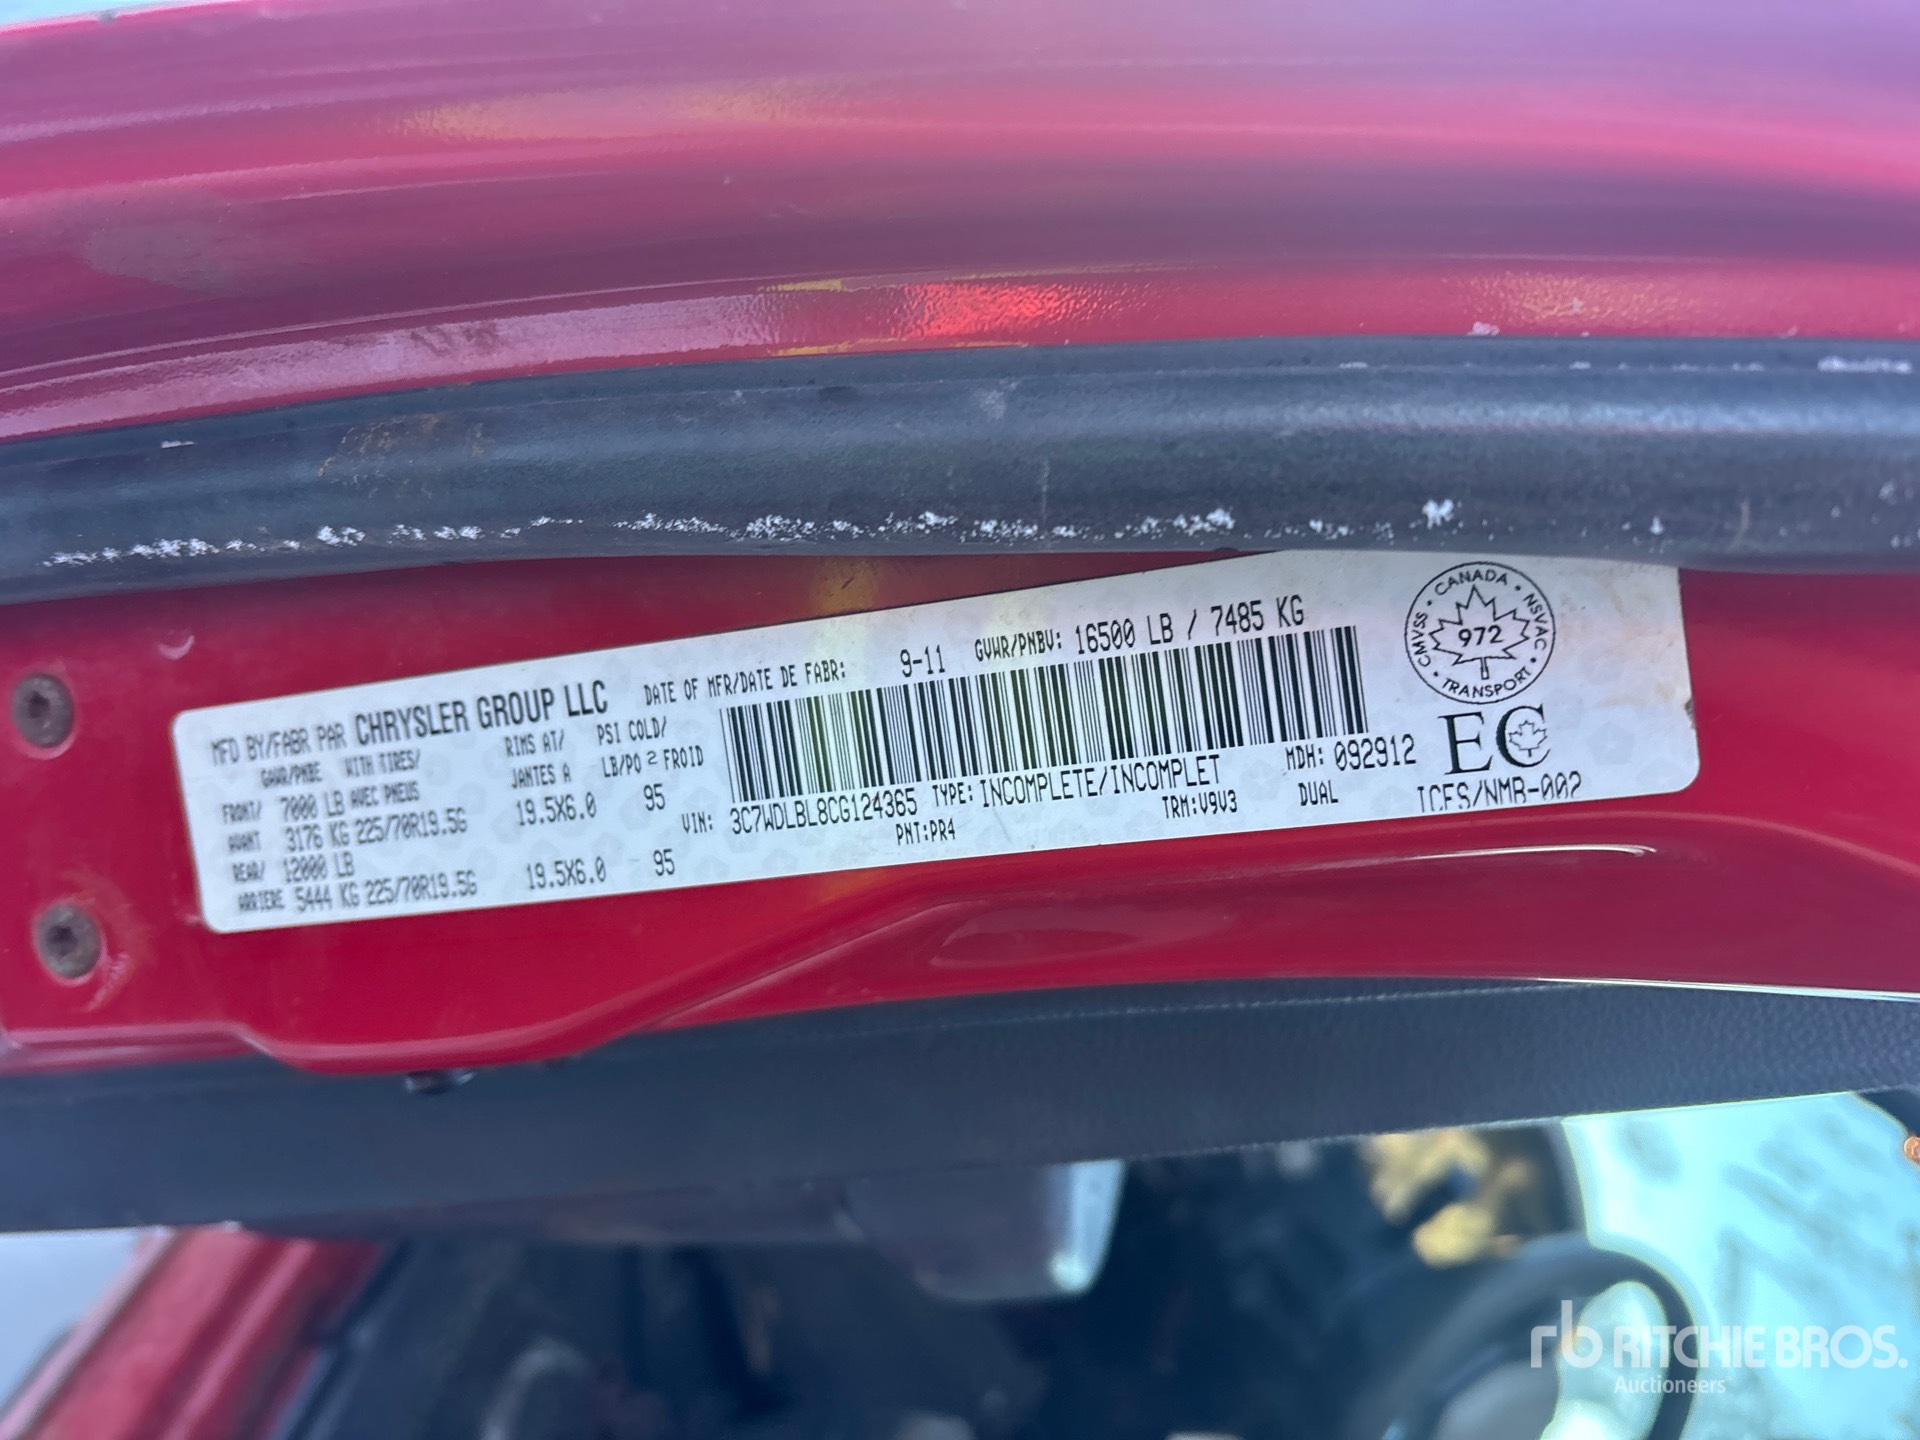 MFD BY/FABR PAR CHRYSLER GROUP LLC
DATE OF MFR/DATE DE FABR: 9-11 GVWR/PNBV: 16500 LB / 7485 KG
GAWR/PNBE WITH TIRES/ RIMS AT/ PSI COLD/
AVEC PNEUS JANTES A LB/PO 2 FROID
FRONT/ 7000 LB
AVANT 3176 KG 225/70R19.5G 19.5X6.0 95
REAR/ 12000 LB
ARRIERE 5444 KG 225/70R19.5G 19.5X6.0 95
VIN: 3C7WDLBL8CG124365 TYPE: INCOMPLETE/INCOMPLET MDH: 092912
PNT:PR4 TRM:V9V3 DUAL
CANADA • NSVAC • TRANSPORT • CMVSS •
972
EC
ICES/NMB-002
rb RITCHIE BROS.
Auctioneers